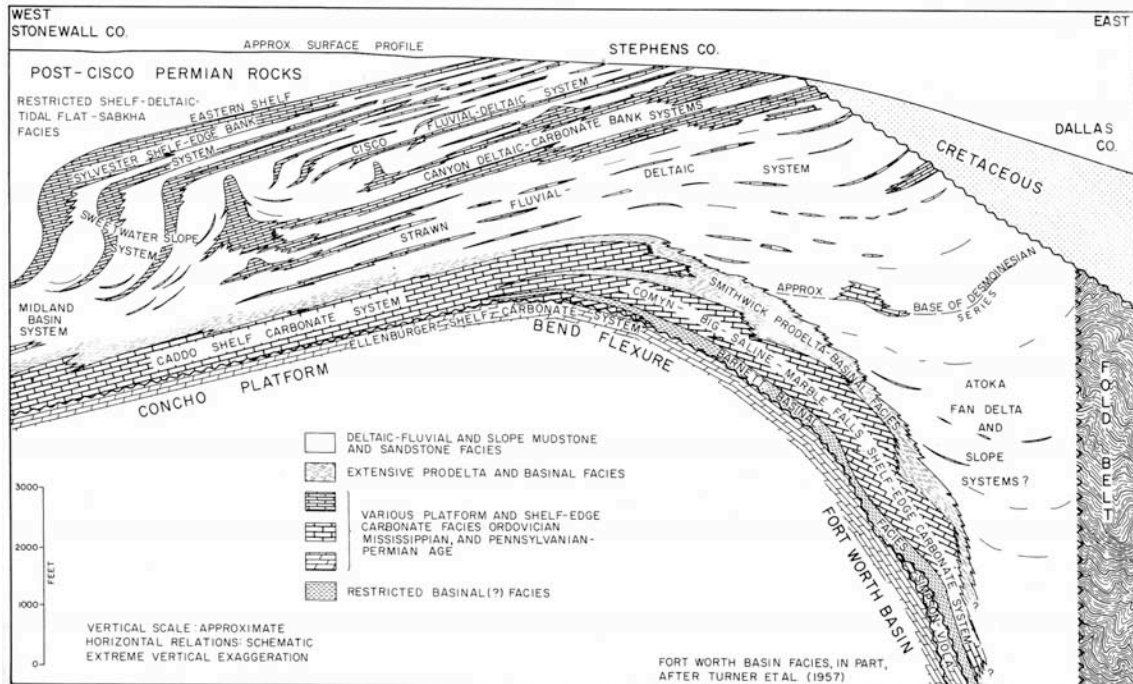 WEST
STONEWALL CO.
EAST
APPROX. SURFACE PROFILE
STEPHENS CO.
POST-CISCO PERMIAN ROCKS
RESTRICTED SHELF-DELTAIC-
TIDAL FLAT-SABKHA
FACIES
EASTERN SHELF
SYLVESTER SHELF-EDGE BANK
SYSTEM
FLUVIAL-DELTAIC SYSTEM
CISCO
CANYON DELTAIC-CARBONATE BANK SYSTEMS
DALLAS
CO.
CRETACEOUS
SWEETWATER SLOPE
SYSTEM
STRAWN FLUVIAL-DELTAIC SYSTEM
MIDLAND
BASIN
SYSTEM
CADDO SHELF CARBONATE SYSTEM
ELLENBURGER SHELF CARBONATE SYSTEMS
CONCHO PLATFORM
BEND FLEXURE
SMITHWICK PRODELTA-BASINAL FACIES
COMYN-BIG-SALINE-MARBLE FALLS SHELF-EDGE CARBONATE SYSTEM
BARNETT BASINAL FACIES
VIOLA
?
?
APPROX
BASE OF DESMOINESIAN
SERIES
ATOKA
FAN DELTA
AND
SLOPE
SYSTEMS?
FOLD BELT
FORT WORTH BASIN
DELTAIC-FLUVIAL AND SLOPE MUDSTONE
AND SANDSTONE FACIES
EXTENSIVE PRODELTA AND BASINAL FACIES
VARIOUS PLATFORM AND SHELF-EDGE
CARBONATE FACIES ORDOVICIAN
MISSISSIPPIAN, AND PENNSYLVANIAN-
PERMIAN AGE
RESTRICTED BASINAL(?) FACIES
3000
2000
1000
0
FEET
VERTICAL SCALE: APPROXIMATE
HORIZONTAL RELATIONS: SCHEMATIC
EXTREME VERTICAL EXAGGERATION
FORT WORTH BASIN FACIES, IN PART,
AFTER TURNER ET AL (1957)